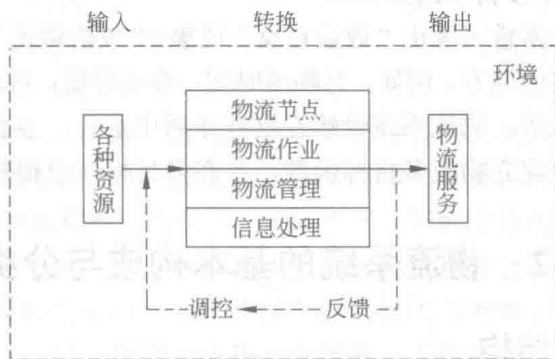 输入 转换 输出
环境
各种资源
物流节点
物流作业
物流管理
信息处理
物流服务
调控 反馈